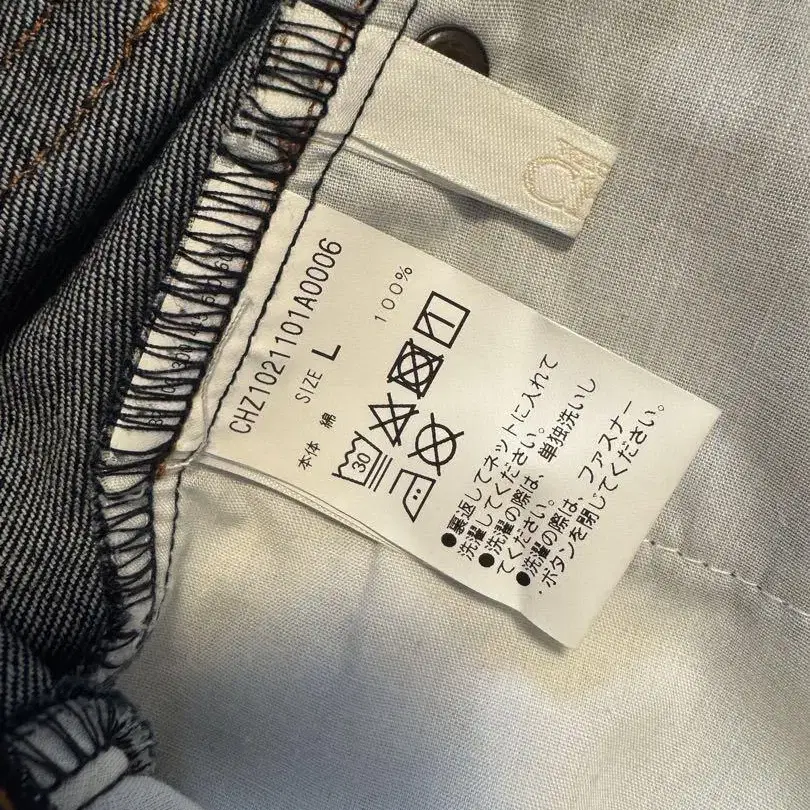 CHZ1021101A0006
SIZE L
本体 綿 100%
30
●裏返してネットに入れて
洗濯してください。
●洗濯の際は、単独洗いし
てください。
●洗濯の際は、ファスナー
・ボタンを閉じてください。